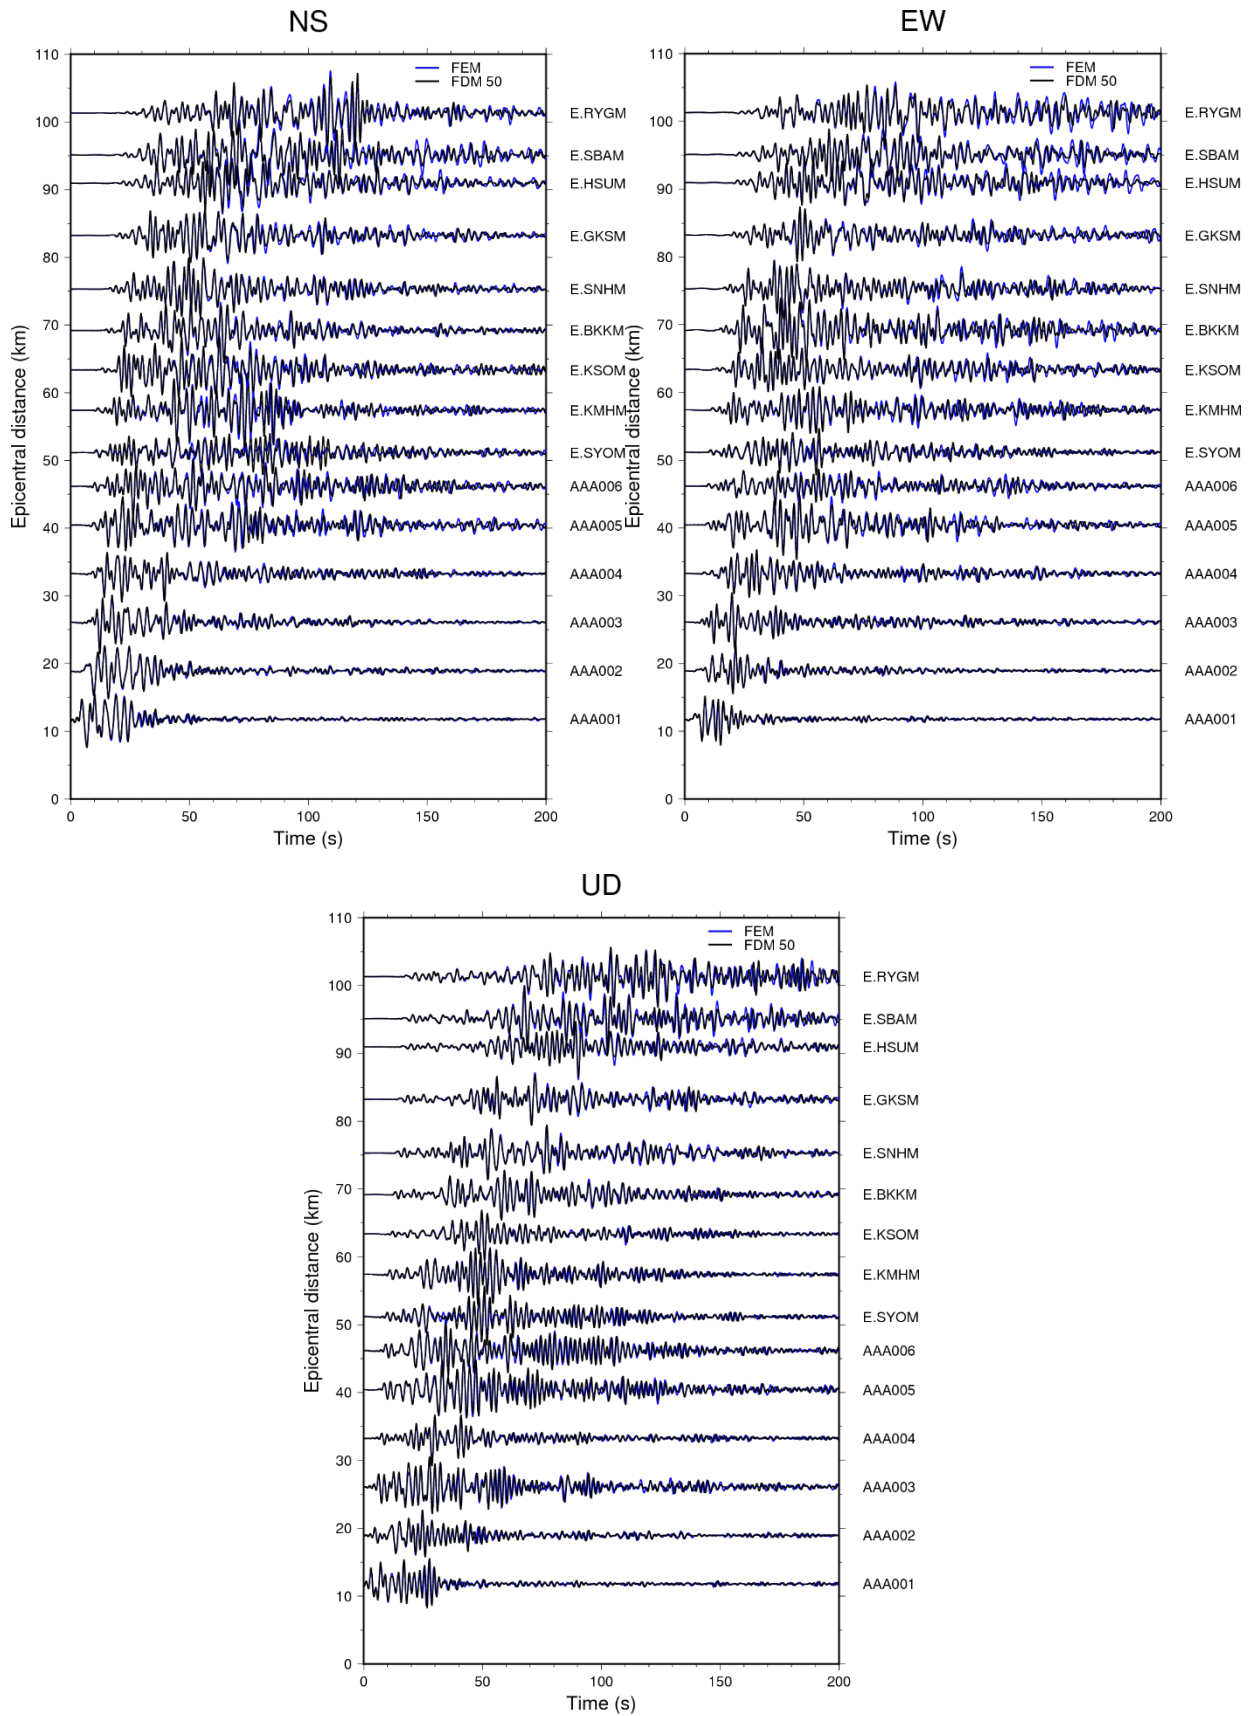 NS
FEM
FDM 50
110
100
90
80
70
60
50
40
30
20
10
0
Epicentral distance (km)
E.RYGM
E.SBAM
E.HSUM
E.GKSM
E.SNHM
E.BKKM
E.KSOM
E.KMHM
E.SYOM
AAA006
AAA005
AAA004
AAA003
AAA002
AAA001
0 50 100 150 200
Time (s)
EW
FEM
FDM 50
110
100
90
80
70
60
50
40
30
20
10
0
Epicentral distance (km)
E.RYGM
E.SBAM
E.HSUM
E.GKSM
E.SNHM
E.BKKM
E.KSOM
E.KMHM
E.SYOM
AAA006
AAA005
AAA004
AAA003
AAA002
AAA001
0 50 100 150 200
Time (s)
UD
FEM
FDM 50
110
100
90
80
70
60
50
40
30
20
10
0
Epicentral distance (km)
E.RYGM
E.SBAM
E.HSUM
E.GKSM
E.SNHM
E.BKKM
E.KSOM
E.KMHM
E.SYOM
AAA006
AAA005
AAA004
AAA003
AAA002
AAA001
0 50 100 150 200
Time (s)